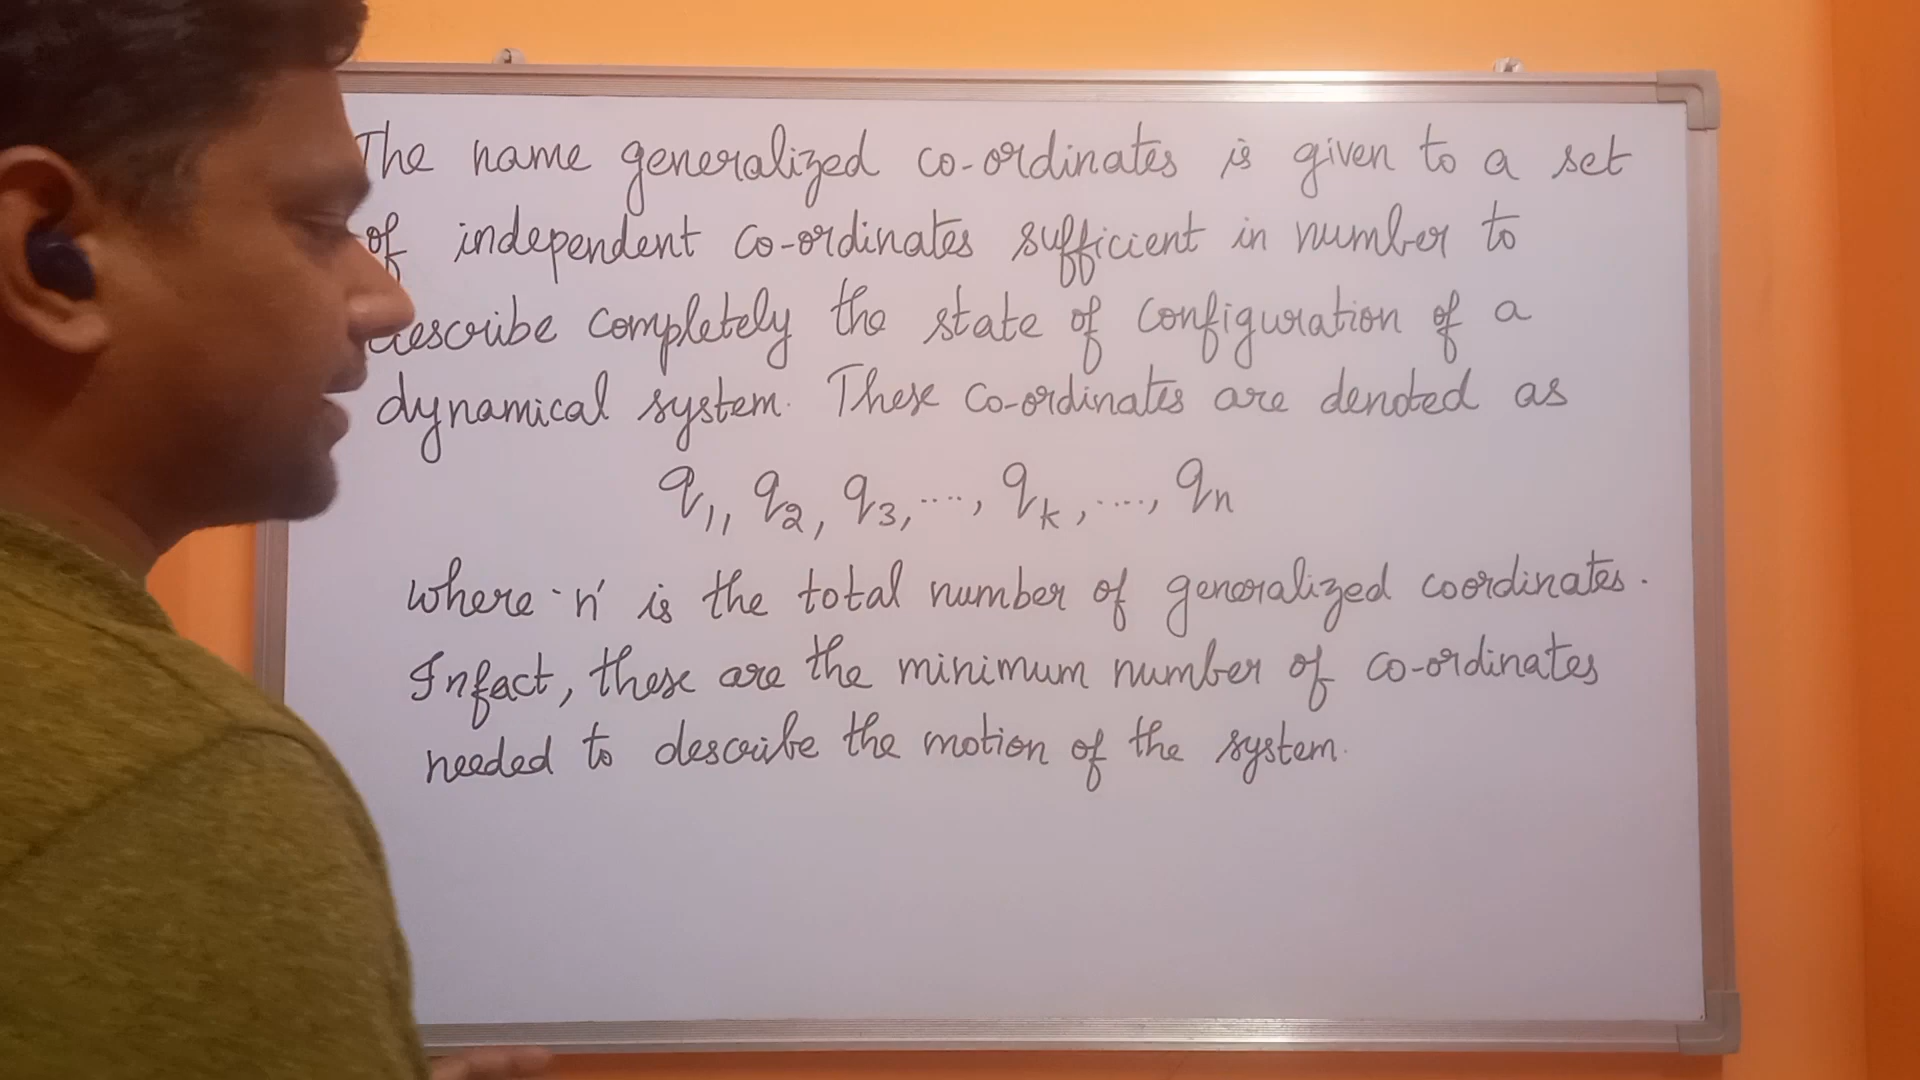 The name generalized co-ordinates is given to a set
of independent co-ordinates sufficient in number to
describe completely the state of configuration of a
dynamical system. These co-ordinates are denoted as
q1, q2, q3, ...., qk, ...., qn
where 'n' is the total number of generalized coordinates.
Infact, these are the minimum number of co-ordinates
needed to describe the motion of the system.